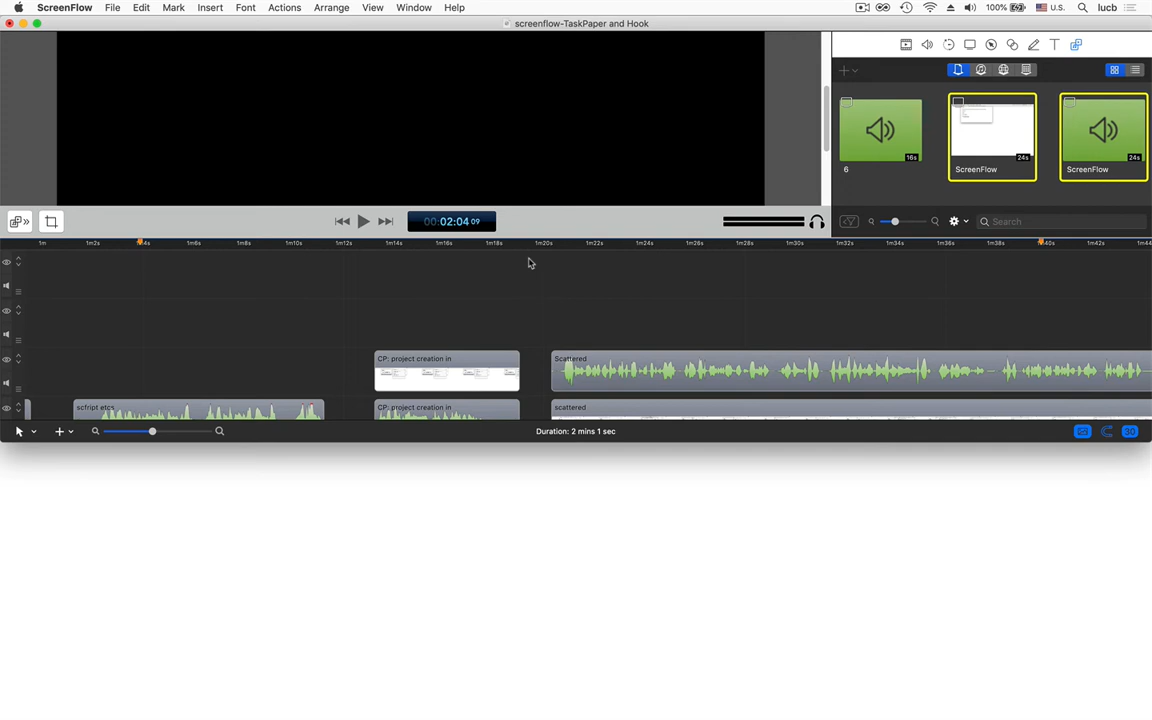 ScreenFlow File Edit Mark Insert Font Actions Arrange View Window Help 100% U.S. lucb
screenflow-TaskPaper and Hook
16s 24s 24s
6 ScreenFlow ScreenFlow
00:02:04 09
Search
1m 1m2s 1m4s 1m6s 1m8s 1m10s 1m12s 1m14s 1m16s 1m18s 1m20s 1m22s 1m24s 1m26s 1m28s 1m30s 1m32s 1m34s 1m36s 1m38s 1m40s 1m42s 1m44
CP: project creation in Scattered
scfript etcs CP: project creation in scattered
Duration: 2 mins 1 sec
30